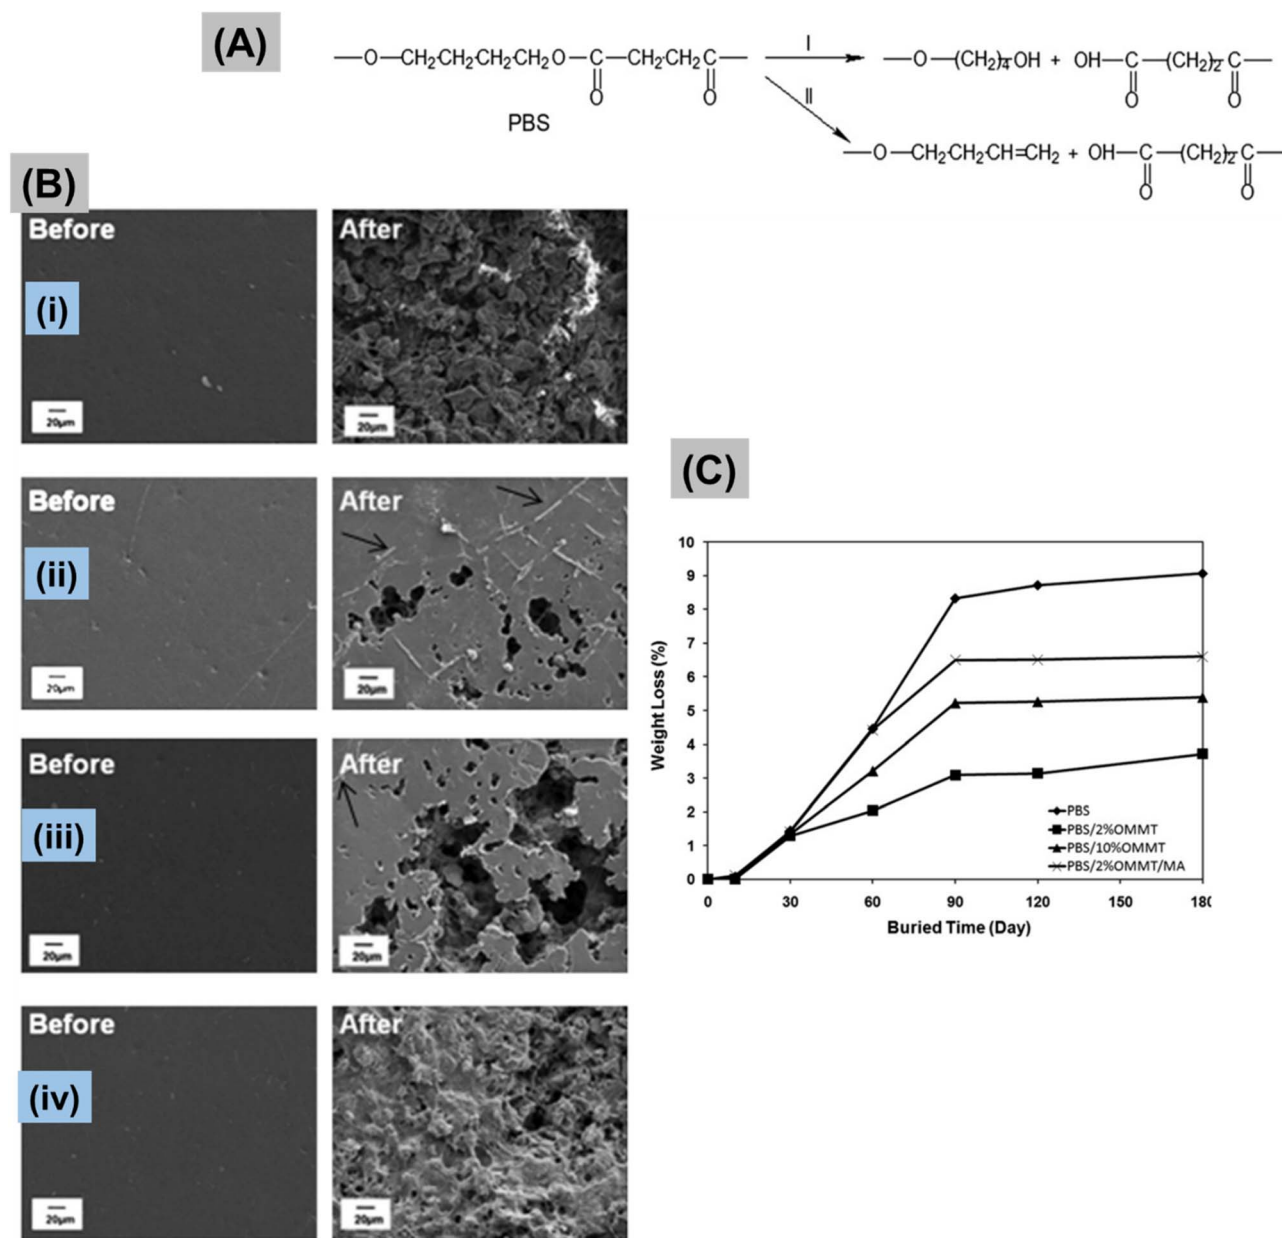 (A)
—O—CH₂CH₂CH₂CH₂O—C—CH₂CH₂C—
O O
PBS
I
—O—(CH₂)₄OH + OH—C—(CH₂)₂C—
O O
II
—O—CH₂CH₂CH=CH₂ + OH—C—(CH₂)₂C—
O O
(B)
Before
After
(i)
20µm
20µm
Before
After
(ii)
20µm
20µm
Before
After
(iii)
20µm
20µm
Before
After
(iv)
20µm
20µm
(C)
10
9
8
7
6
5
4
3
2
1
0
Weight Loss (%)
PBS
PBS/2%OMMT
PBS/10%OMMT
PBS/2%OMMT/MA
0 30 60 90 120 150 18
Buried Time (Day)